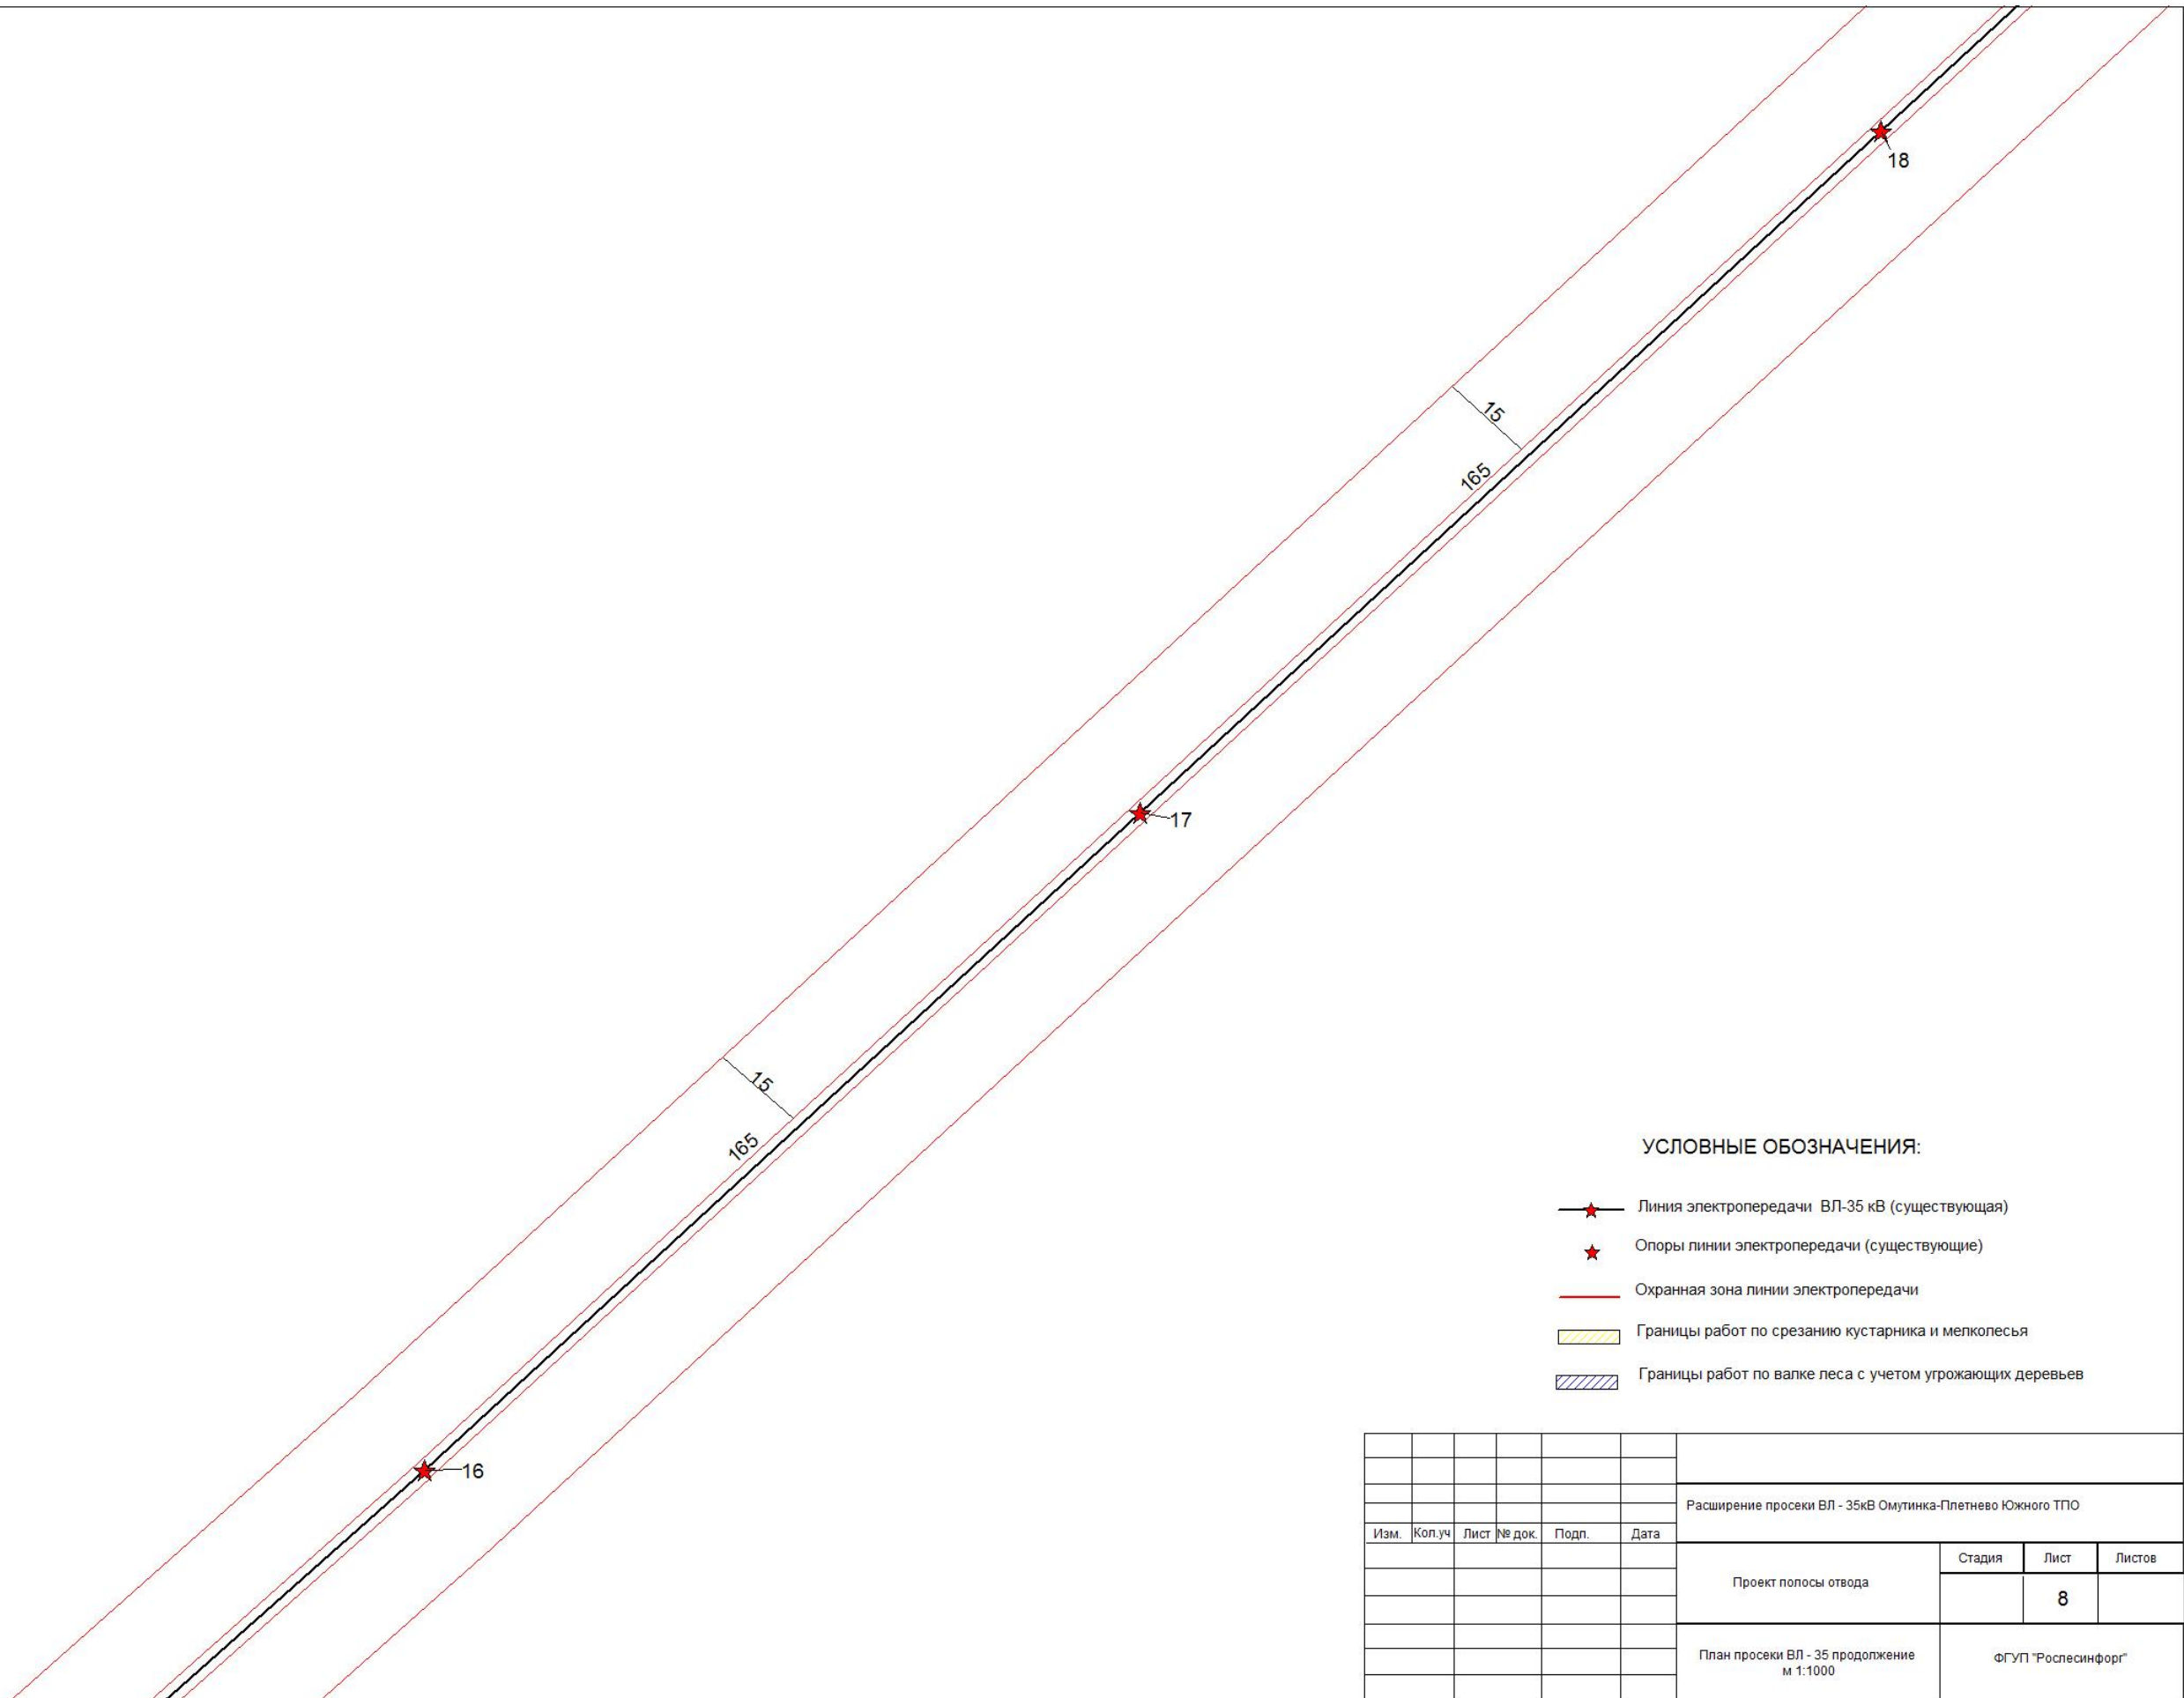 18
15
165
17
15
165
16
УСЛОВНЫЕ ОБОЗНАЧЕНИЯ:
Линия электропередачи ВЛ-35 кВ (существующая)
Опоры линии электропередачи (существующие)
Охранная зона линии электропередачи
Границы работ по срезанию кустарника и мелколесья
Границы работ по валке леса с учетом угрожающих деревьев
Расширение просеки ВЛ - 35кВ Омутинка-Плетнево Южного ТПО
Изм. Кол.уч Лист № док. Подп. Дата
Проект полосы отвода
Стадия Лист Листов
8
План просеки ВЛ - 35 продолжение
м 1:1000
ФГУП "Рослесинфорг"